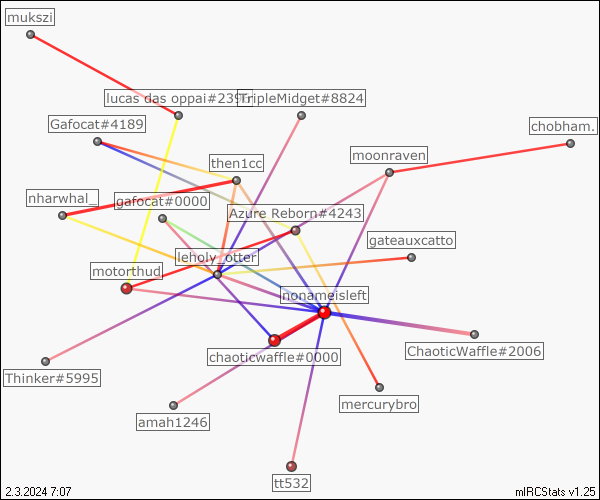 mukszi
lucas das oppai#239
TripleMidget#8824
Gafocat#4189
chobham.
moonraven
then1cc
nharwhal_
gafocat#0000
Azure Reborn#4243
gateauxcatto
leholy_otter
motorthud
nonameisleft
chaoticwaffle#0000
ChaoticWaffle#2006
Thinker#5995
mercurybro
amah1246
tt532
2.3.2024 7:07
mIRCStats v1.25